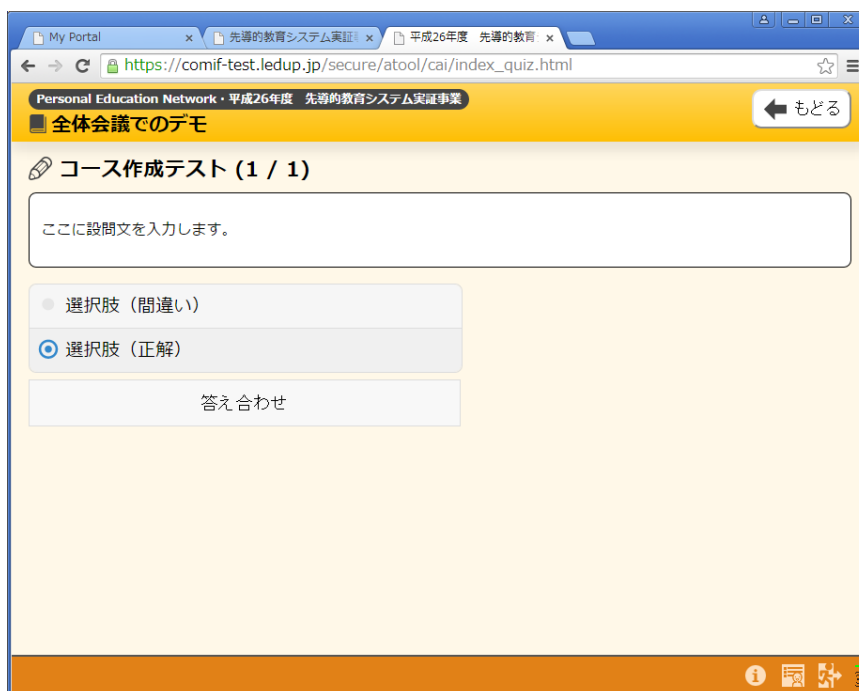 My Portal
先導的教育システム実証
平成26年度 先導的教育
https://comif-test.ledup.jp/secure/atool/cai/index_quiz.html
Personal Education Network・平成26年度 先導的教育システム実証事業
全体会議でのデモ
もどる
コース作成テスト (1 / 1)
ここに設問文を入力します。
選択肢（間違い）
選択肢（正解）
答え合わせ